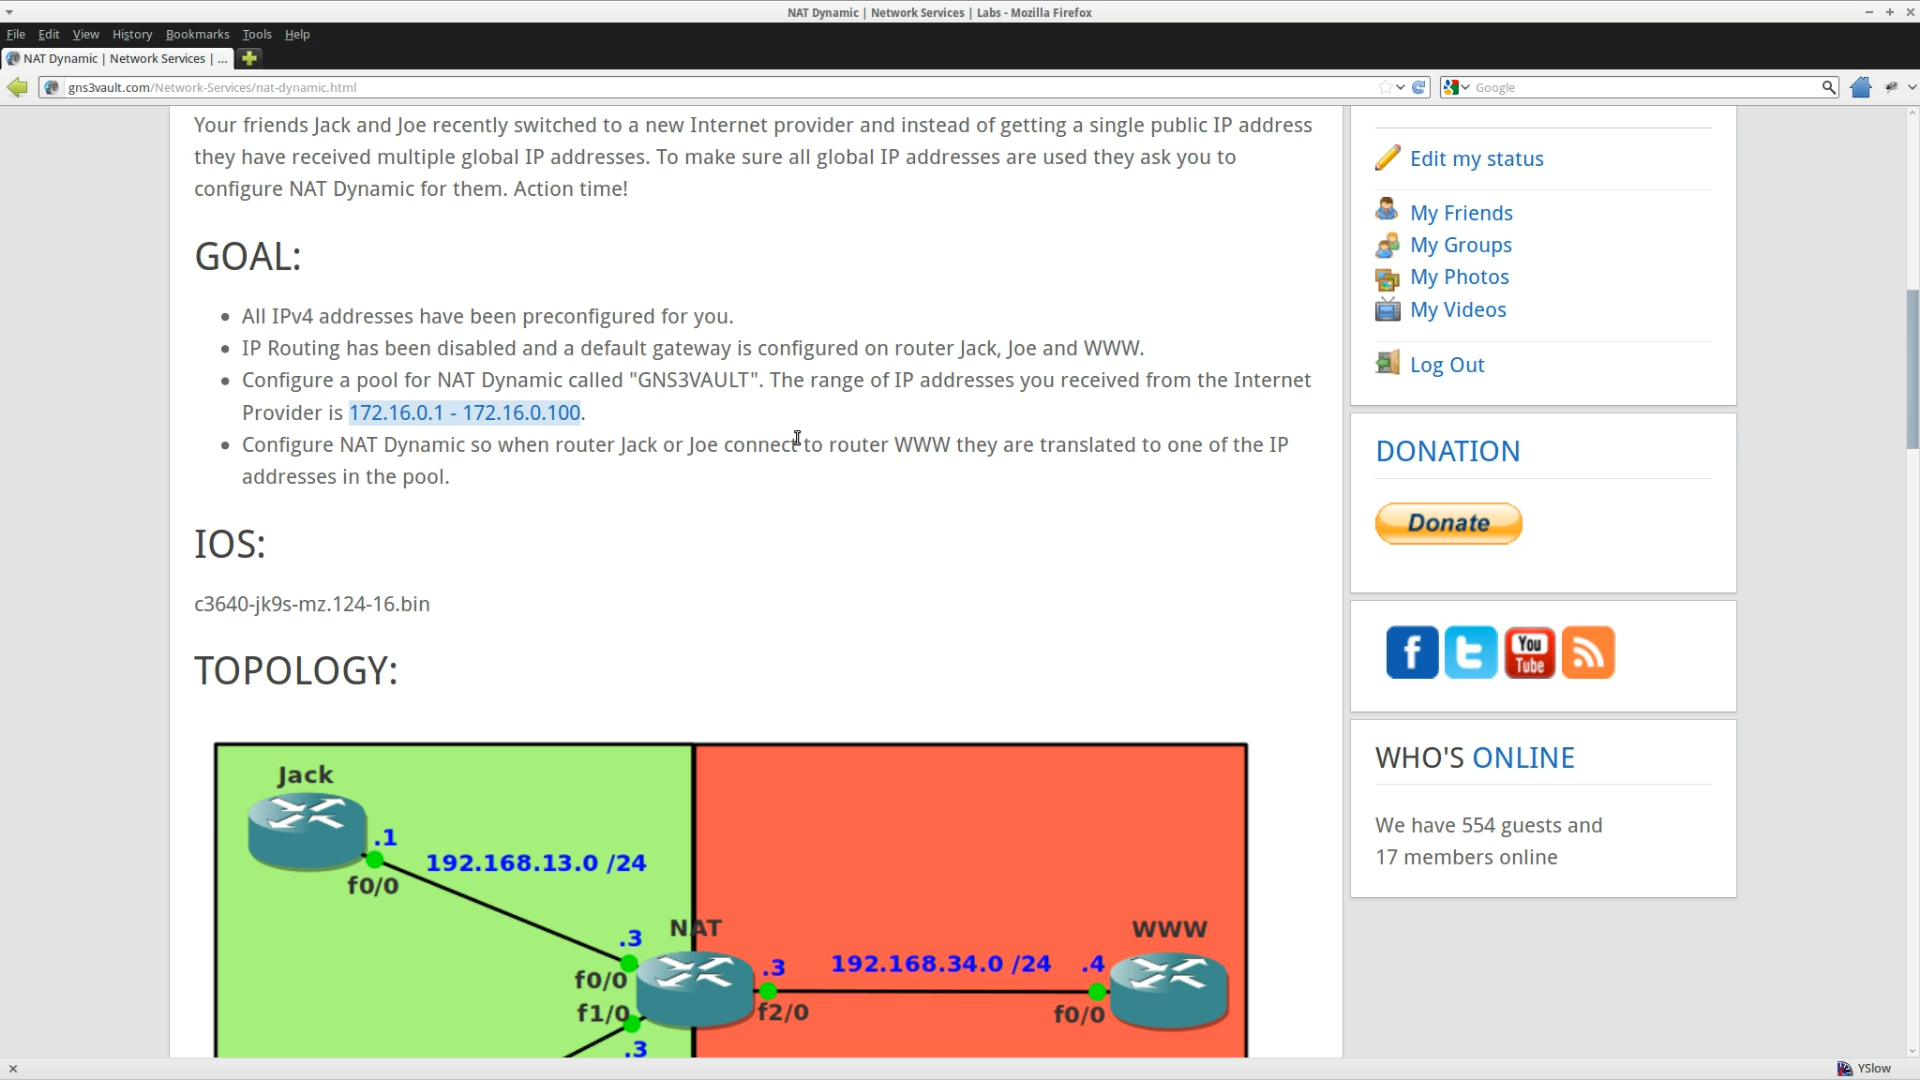 NAT Dynamic | Network Services | Labs - Mozilla Firefox
File Edit View History Bookmarks Tools Help
NAT Dynamic | Network Services | ...
gns3vault.com/Network-Services/nat-dynamic.html
Google
Your friends Jack and Joe recently switched to a new Internet provider and instead of getting a single public IP address
they have received multiple global IP addresses. To make sure all global IP addresses are used they ask you to
configure NAT Dynamic for them. Action time!
GOAL:
All IPv4 addresses have been preconfigured for you.
IP Routing has been disabled and a default gateway is configured on router Jack, Joe and WWW.
Configure a pool for NAT Dynamic called "GNS3VAULT". The range of IP addresses you received from the Internet
Provider is 172.16.0.1 - 172.16.0.100.
Configure NAT Dynamic so when router Jack or Joe connect to router WWW they are translated to one of the IP
addresses in the pool.
IOS:
c3640-jk9s-mz.124-16.bin
TOPOLOGY:
Jack
.1
192.168.13.0 /24
f0/0
NAT
WWW
.3
.3
192.168.34.0 /24
.4
f0/0
f1/0
f2/0
f0/0
.3
Edit my status
My Friends
My Groups
My Photos
My Videos
Log Out
DONATION
Donate
f
t
You
Tube
WHO'S ONLINE
We have 554 guests and
17 members online
YSlow